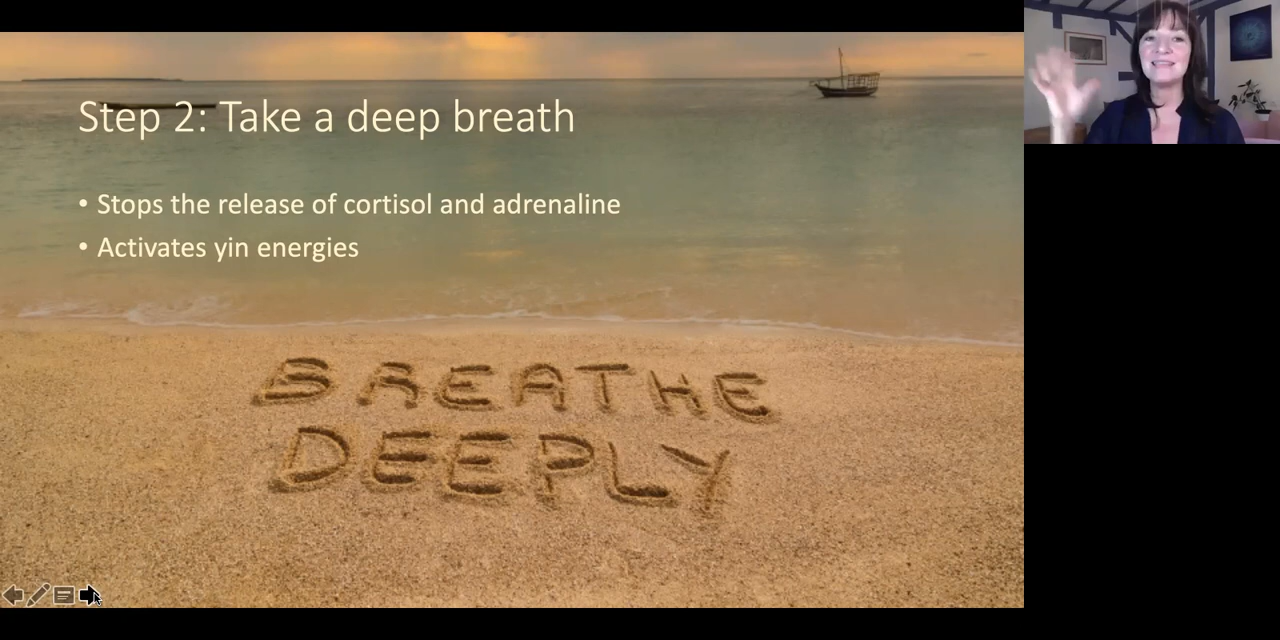 Step 2: Take a deep breath
• Stops the release of cortisol and adrenaline
• Activates yin energies
BREATHE
DEEPLY